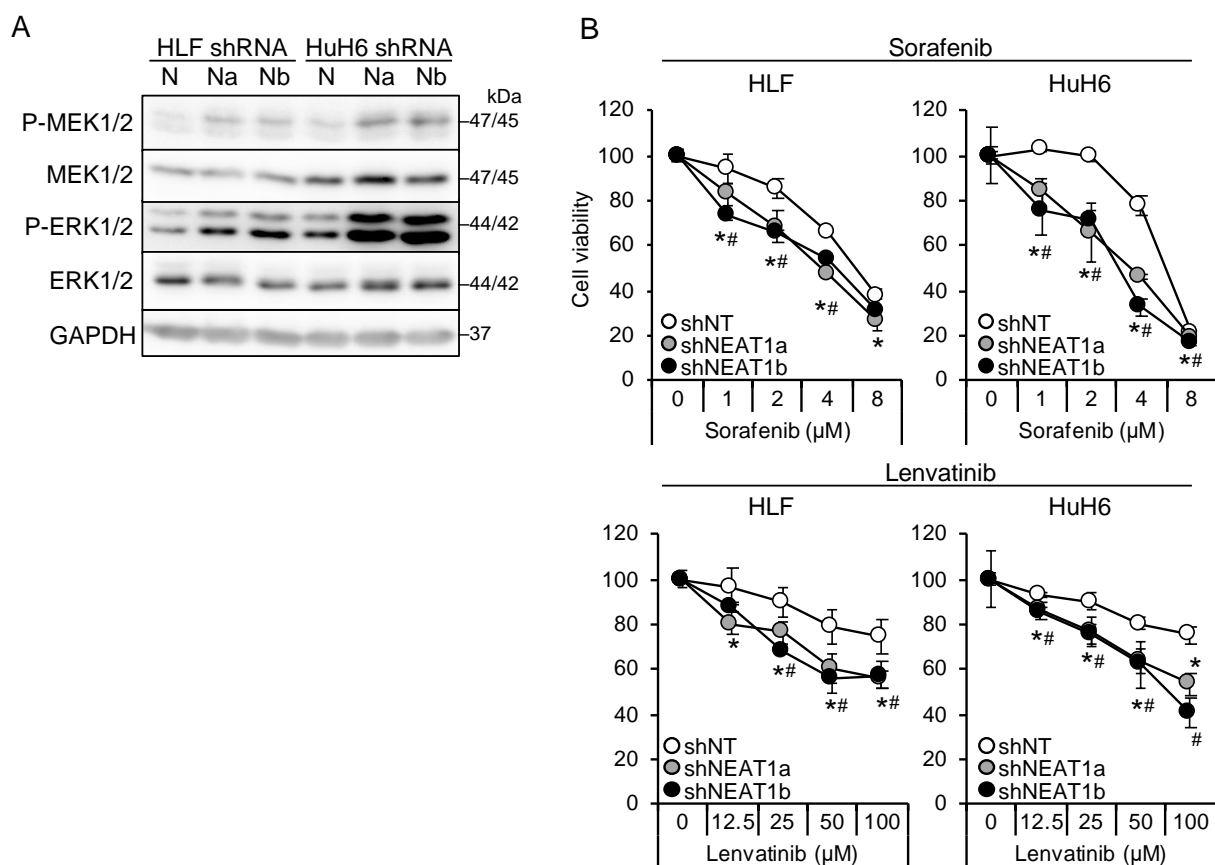 A
HLF shRNA HuH6 shRNA
N Na Nb N Na Nb
kDa
P-MEK1/2 47/45
MEK1/2 47/45
P-ERK1/2 44/42
ERK1/2 44/42
GAPDH 37
B
Sorafenib
HLF HuH6
Cell viability
120
100
80
60
40
20
0
*# *# *# *
shNT
shNEAT1a
shNEAT1b
0 1 2 4 8
Sorafenib (µM)
120
100
80
60
40
20
0
*# *# *# *#
shNT
shNEAT1a
shNEAT1b
0 1 2 4 8
Sorafenib (µM)
Lenvatinib
HLF HuH6
120
100
80
60
40
20
0
* *# *# *#
shNT
shNEAT1a
shNEAT1b
0 12.5 25 50 100
Lenvatinib (µM)
120
100
80
60
40
20
0
*# *# *# * #
shNT
shNEAT1a
shNEAT1b
0 12.5 25 50 100
Lenvatinib (µM)